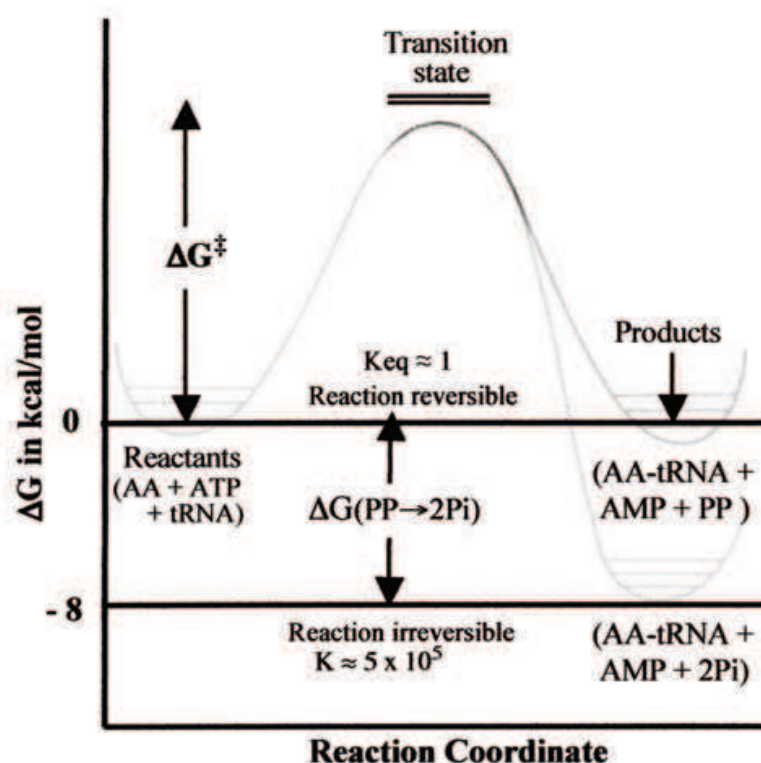 Transition
state
ΔG‡
Products
Keq ≈ 1
Reaction reversible
0
Reactants
(AA + ATP
+ tRNA)
ΔG(PP→2Pi)
(AA-tRNA +
AMP + PP )
ΔG in kcal/mol
- 8
Reaction irreversible
K ≈ 5 x 10⁵
(AA-tRNA +
AMP + 2Pi)
Reaction Coordinate